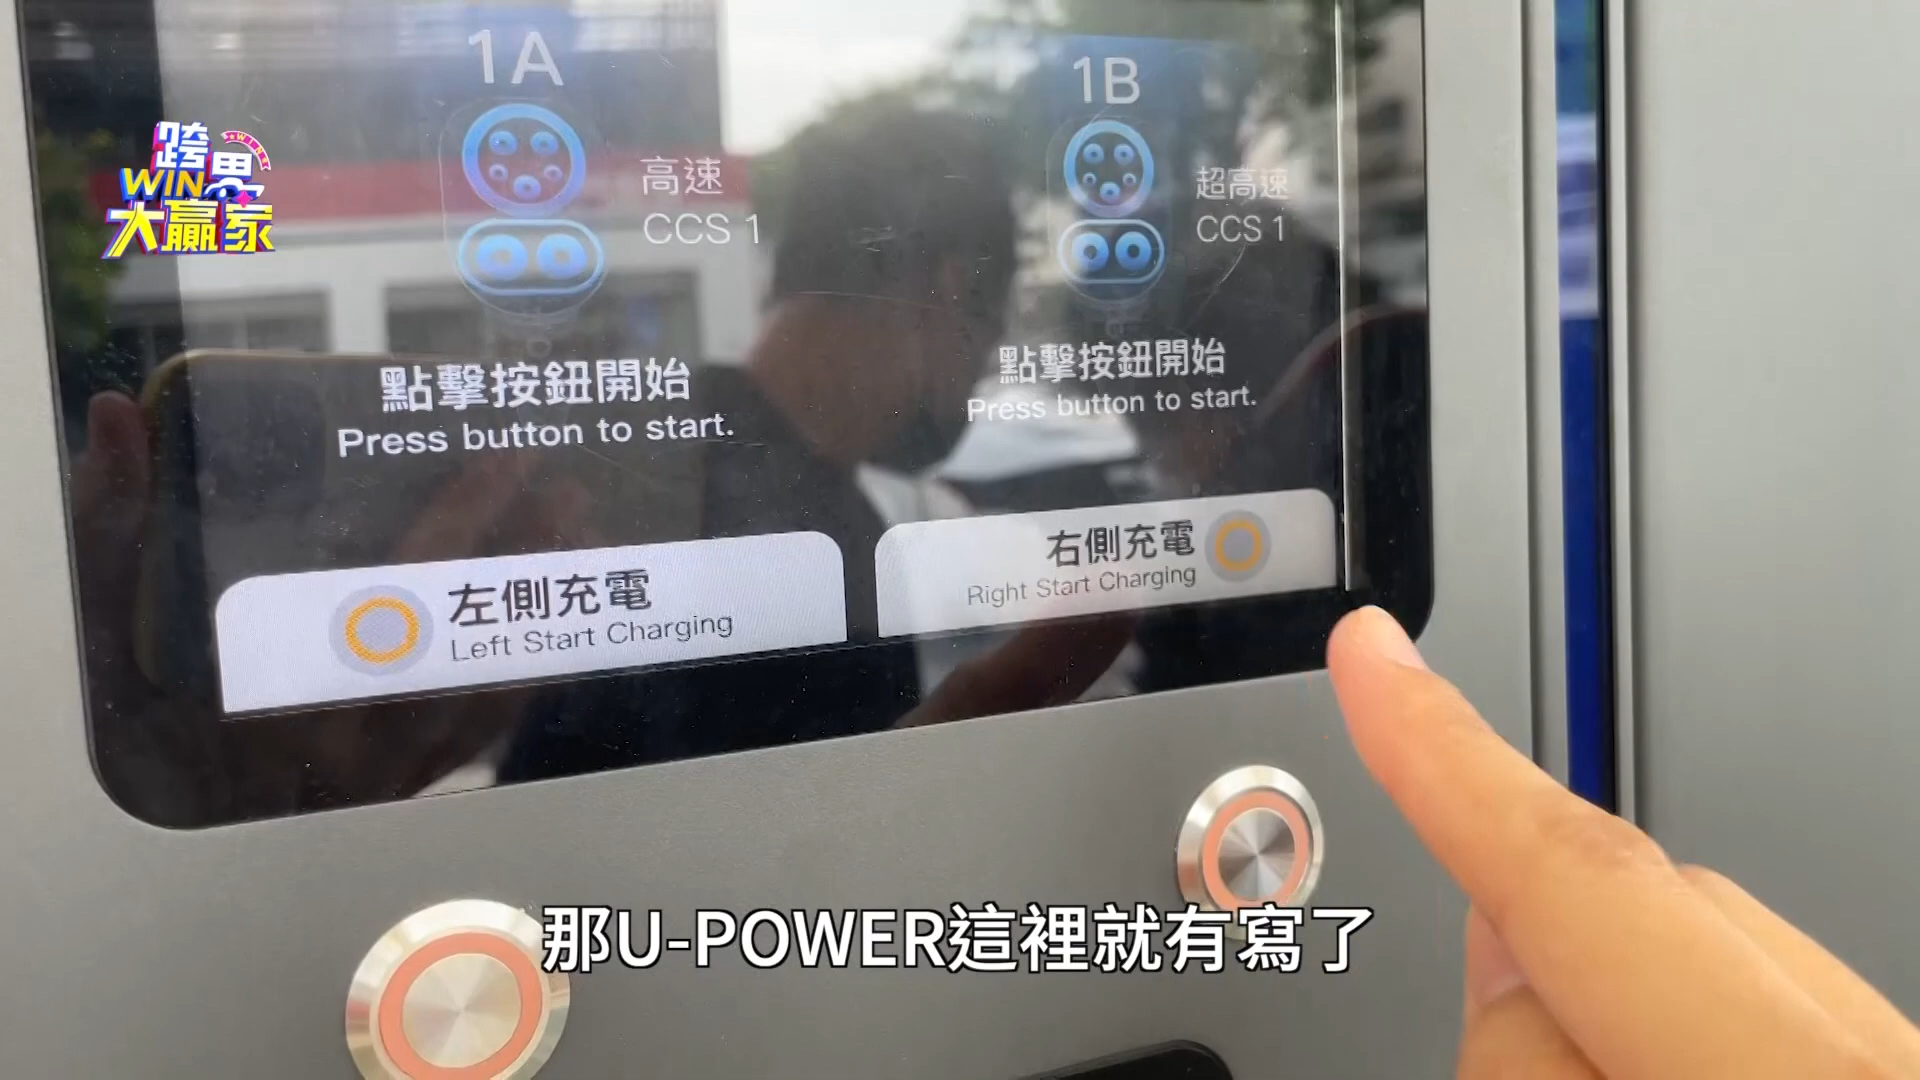 跨界
WIN
WIN
大贏家
1A
高速
CCS 1
點擊按鈕開始
Press button to start.
左側充電
Left Start Charging
1B
超高速
CCS 1
點擊按鈕開始
Press button to start.
右側充電
Right Start Charging
那U-POWER這裡就有寫了